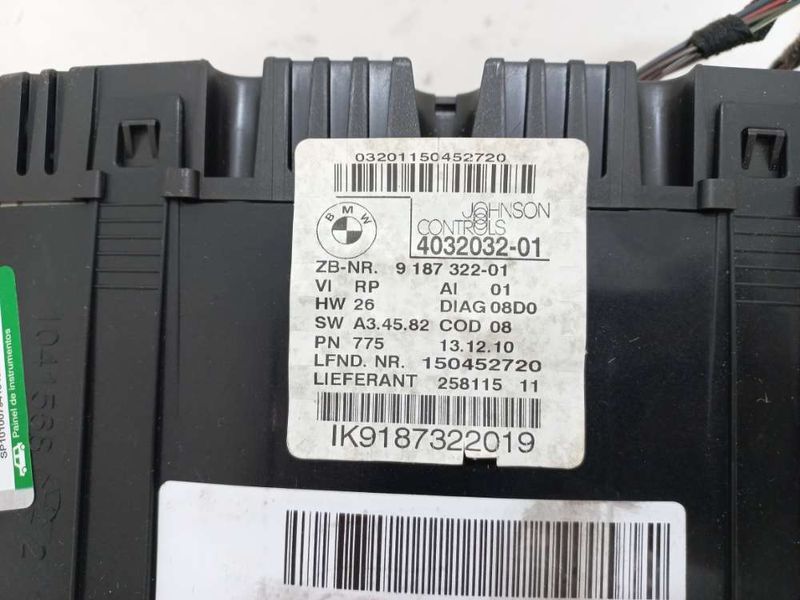 03201150452720
BMW
JOHNSON
CONTROLS
4032032-01
ZB-NR. 9 187 322-01
VI RP AI 01
HW 26 DIAG 08D0
SW A3.45.82 COD 08
PN 775 13.12.10
LFND. NR. 150452720
LIEFERANT 258115 11
IK9187322019
Painel de instrumentos
2